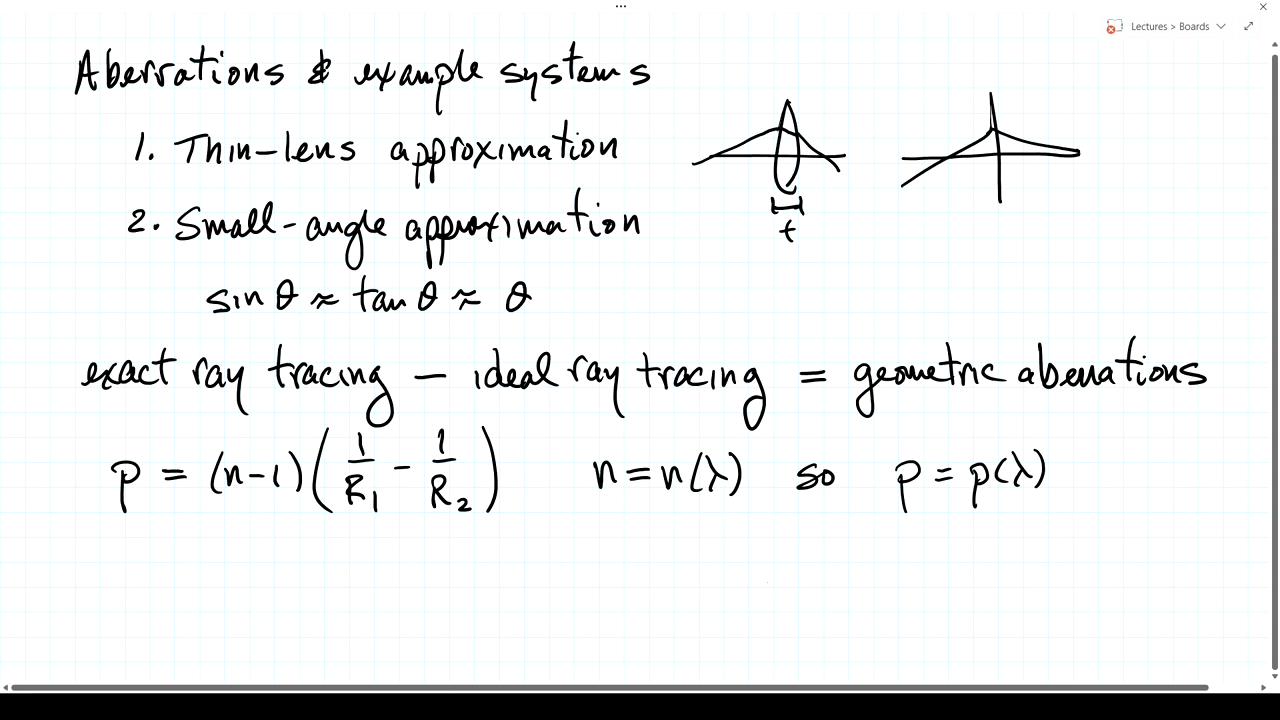 Lectures > Boards
Aberrations & example systems
1. Thin-lens approximation
t
2. Small-angle approximation
sin θ ≈ tan θ ≈ θ
exact ray tracing − ideal ray tracing = geometric aberrations
p = (n-1)(1/R₁ - 1/R₂) n = n(λ) so p = p(λ)